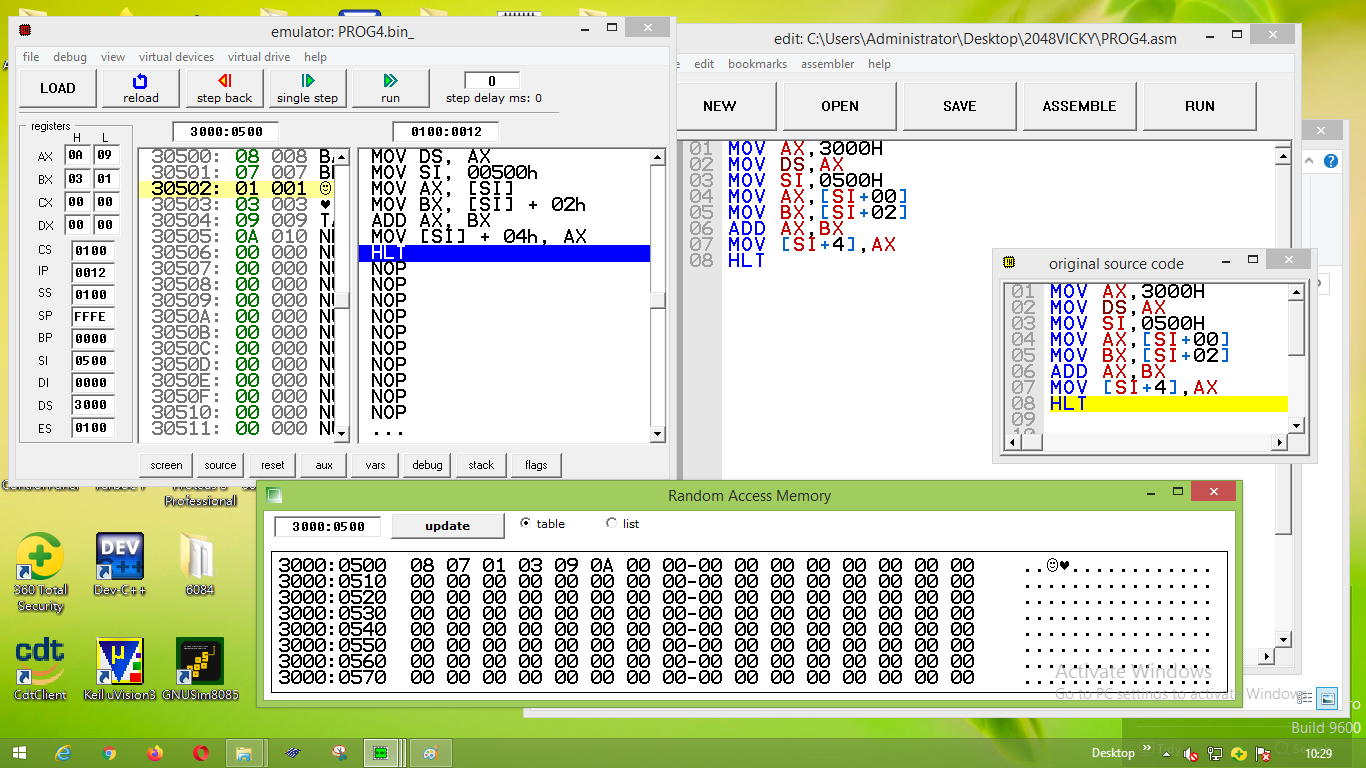 emulator: PROG4.bin_
file debug view virtual devices virtual drive help
LOAD
reload
step back
single step
run
0
step delay ms: 0
registers
H L
AX 0A 09
BX 03 01
CX 00 00
DX 00 00
CS 0100
IP 0012
SS 0100
SP FFFE
BP 0000
SI 0500
DI 0000
DS 3000
ES 0100
3000:0500
30500: 08 008
30501: 07 007
30502: 01 001 ☺
30503: 03 003 ♥
30504: 09 009
30505: 0A 010
30506: 00 000
30507: 00 000
30508: 00 000
30509: 00 000
3050A: 00 000
3050B: 00 000
3050C: 00 000
3050D: 00 000
3050E: 00 000
3050F: 00 000
30510: 00 000
30511: 00 000
0100:0012
MOV DS, AX
MOV SI, 00500h
MOV AX, [SI]
MOV BX, [SI] + 02h
ADD AX, BX
MOV [SI] + 04h, AX
HLT
NOP
NOP
NOP
NOP
NOP
NOP
NOP
NOP
NOP
NOP
...
screen source reset aux vars debug stack flags
edit: C:\Users\Administrator\Desktop\2048VICKY\PROG4.asm
edit bookmarks assembler help
NEW OPEN SAVE ASSEMBLE RUN
01 MOV AX,3000H
02 MOV DS,AX
03 MOV SI,0500H
04 MOV AX,[SI+00]
05 MOV BX,[SI+02]
06 ADD AX,BX
07 MOV [SI+4],AX
08 HLT
original source code
01 MOV AX,3000H
02 MOV DS,AX
03 MOV SI,0500H
04 MOV AX,[SI+00]
05 MOV BX,[SI+02]
06 ADD AX,BX
07 MOV [SI+4],AX
08 HLT
09
Random Access Memory
3000:0500 update table list
3000:0500 08 07 01 03 09 0A 00 00-00 00 00 00 00 00 00 00 ..☺♥............
3000:0510 00 00 00 00 00 00 00 00-00 00 00 00 00 00 00 00 ................
3000:0520 00 00 00 00 00 00 00 00-00 00 00 00 00 00 00 00 ................
3000:0530 00 00 00 00 00 00 00 00-00 00 00 00 00 00 00 00 ................
3000:0540 00 00 00 00 00 00 00 00-00 00 00 00 00 00 00 00 ................
3000:0550 00 00 00 00 00 00 00 00-00 00 00 00 00 00 00 00 ................
3000:0560 00 00 00 00 00 00 00 00-00 00 00 00 00 00 00 00 ................
3000:0570 00 00 00 00 00 00 00 00-00 00 00 00 00 00 00 00 ................
Professional
360 Total
Security
Dev-C++
6084
cdt
CdtClient
Keil uVision3
GNUSim8085
DEV
Activate Windows
Go to PC settings to activate Windows.
Build 9600
Desktop
10:29